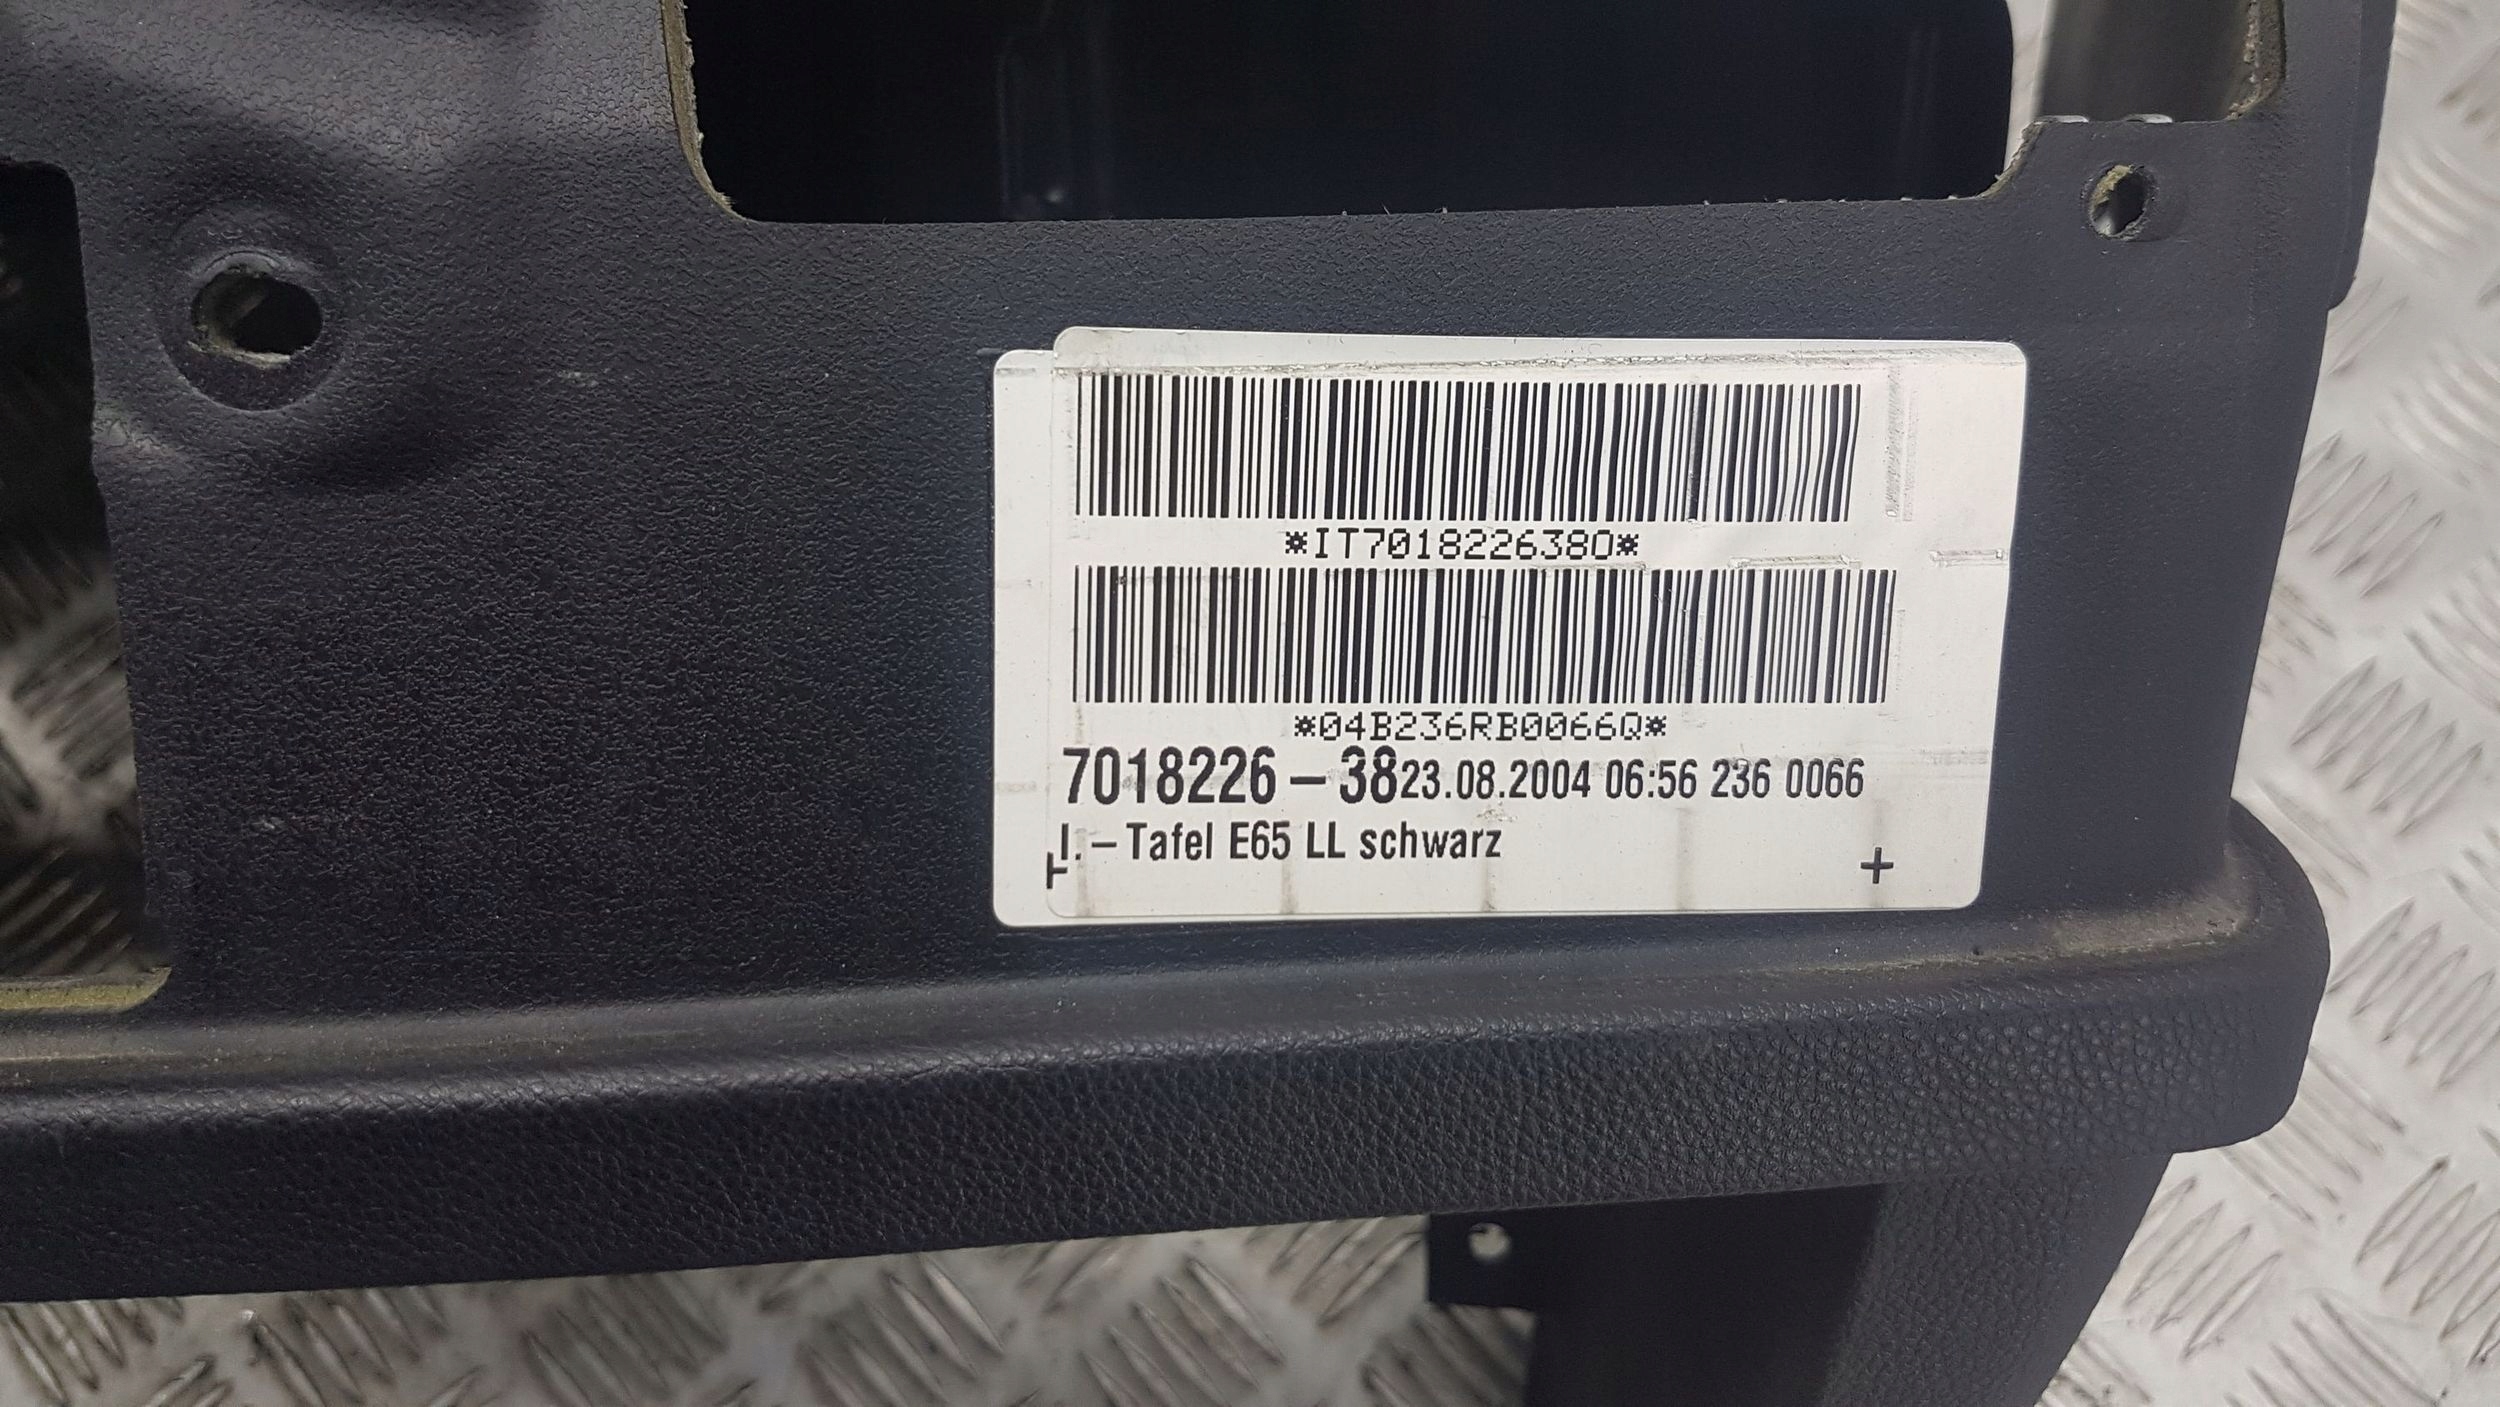 *IT7018226380*
*04B236RB0066Q*
7018226-38 23.08.2004 06:56 236 0066
I.-Tafel E65 LL schwarz